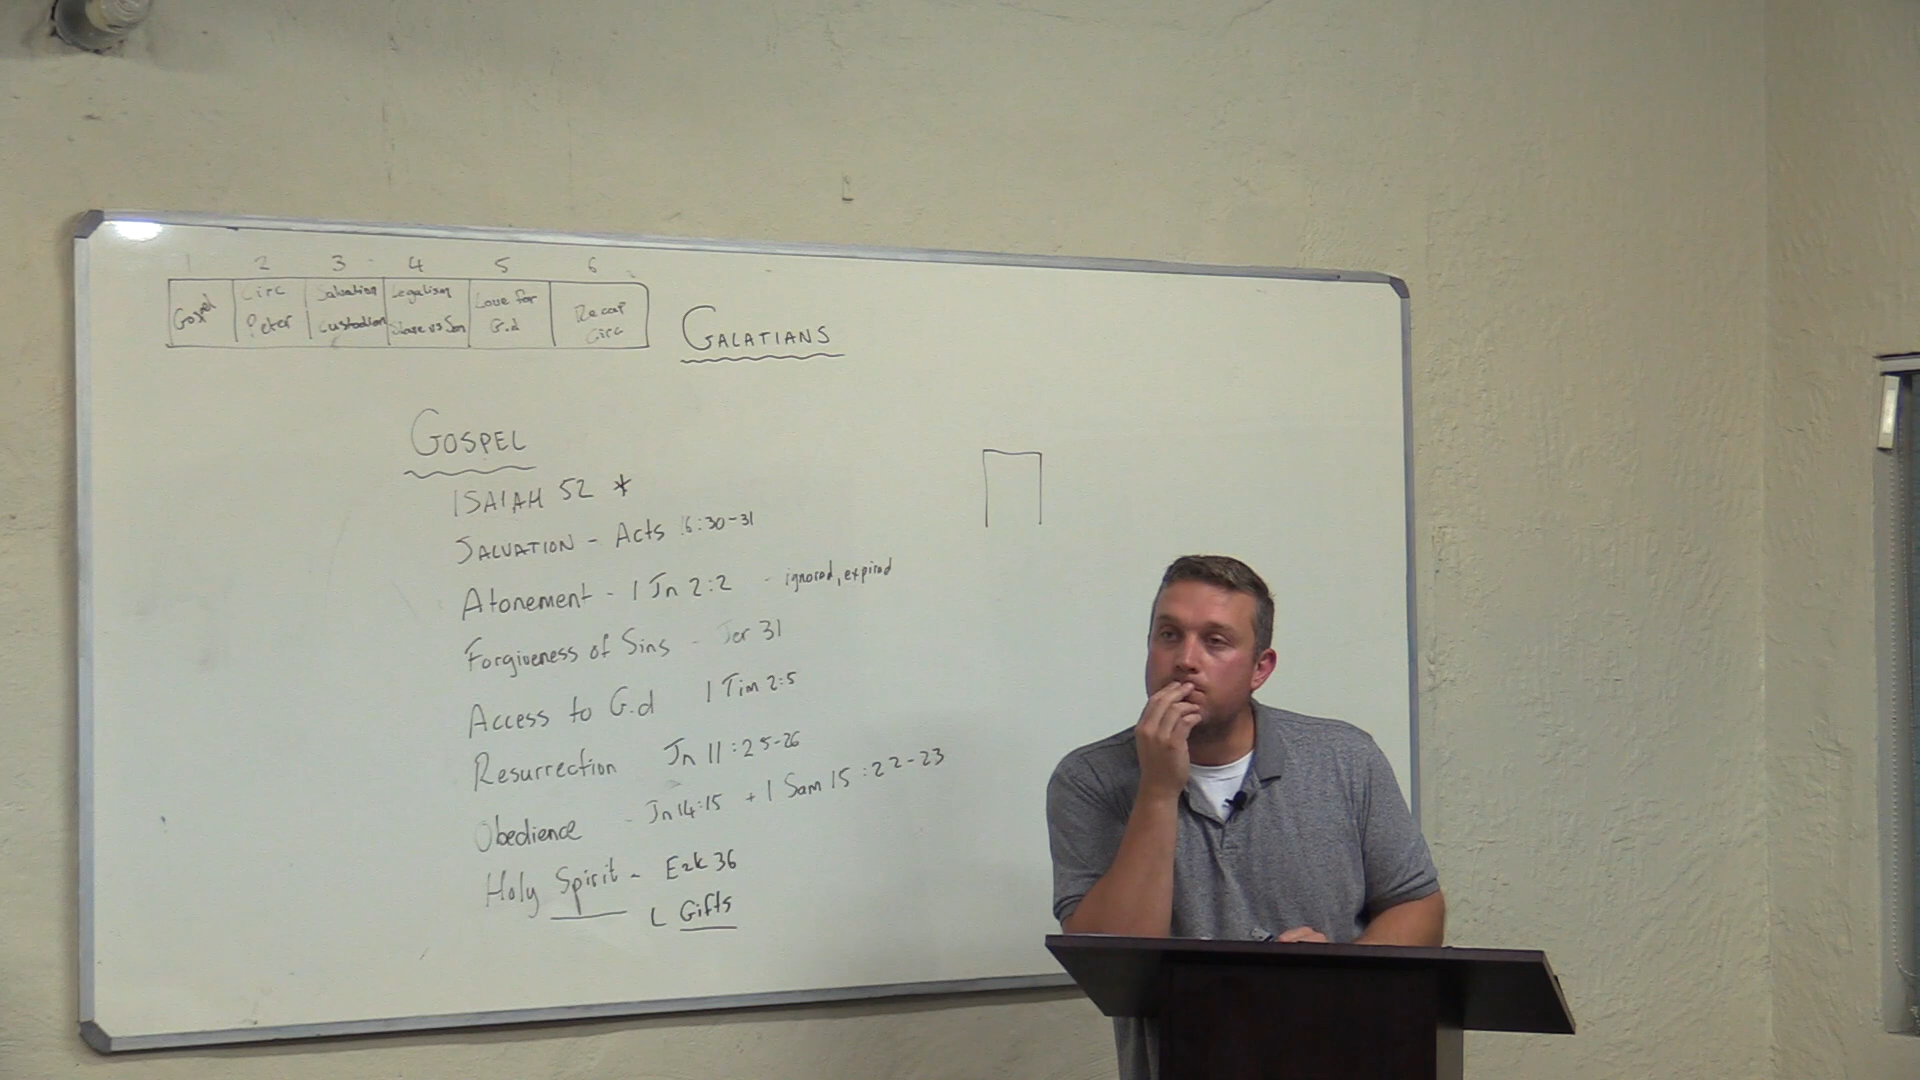 1 2 3 4 5 6
Gospel Circ Salvation Legalism Love for Recap
Peter Custodian Slave vs Son G.d Circ
GALATIANS
GOSPEL
ISAIAH 52 *
SALVATION - Acts 16:30-31
Atonement - 1 Jn 2:2 - ignored, expired
Forgiveness of Sins - Jer 31
Access to G.d 1 Tim 2:5
Resurrection Jn 11:25-26
Obedience - Jn 14:15 + 1 Sam 15:22-23
Holy Spirit - Ezk 36
Gifts